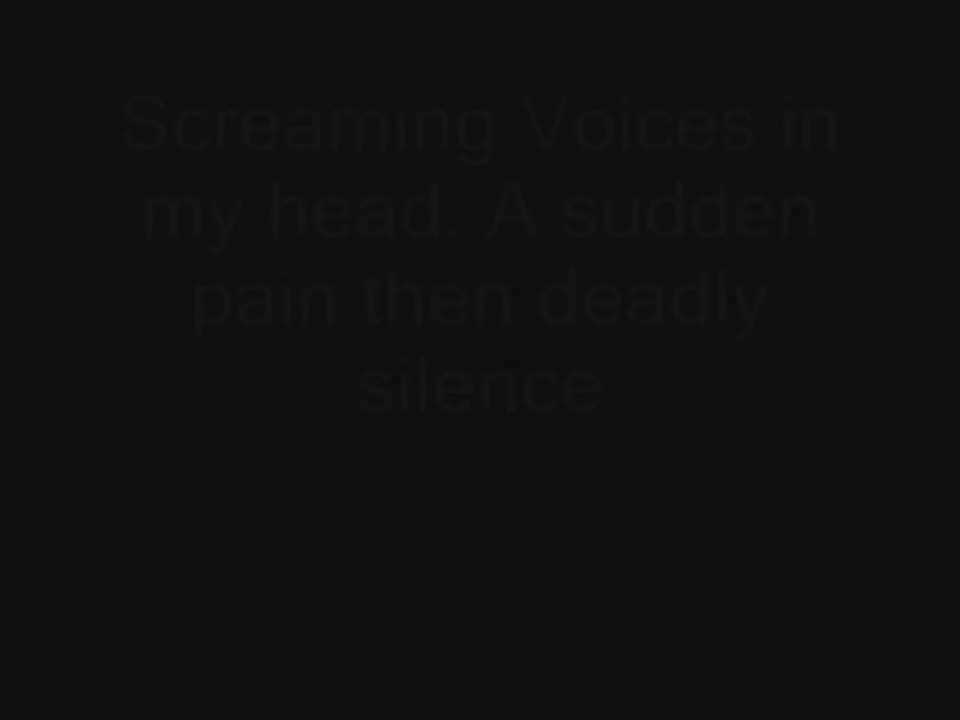 Screaming Voices in
my head. A sudden
pain then deadly
silence